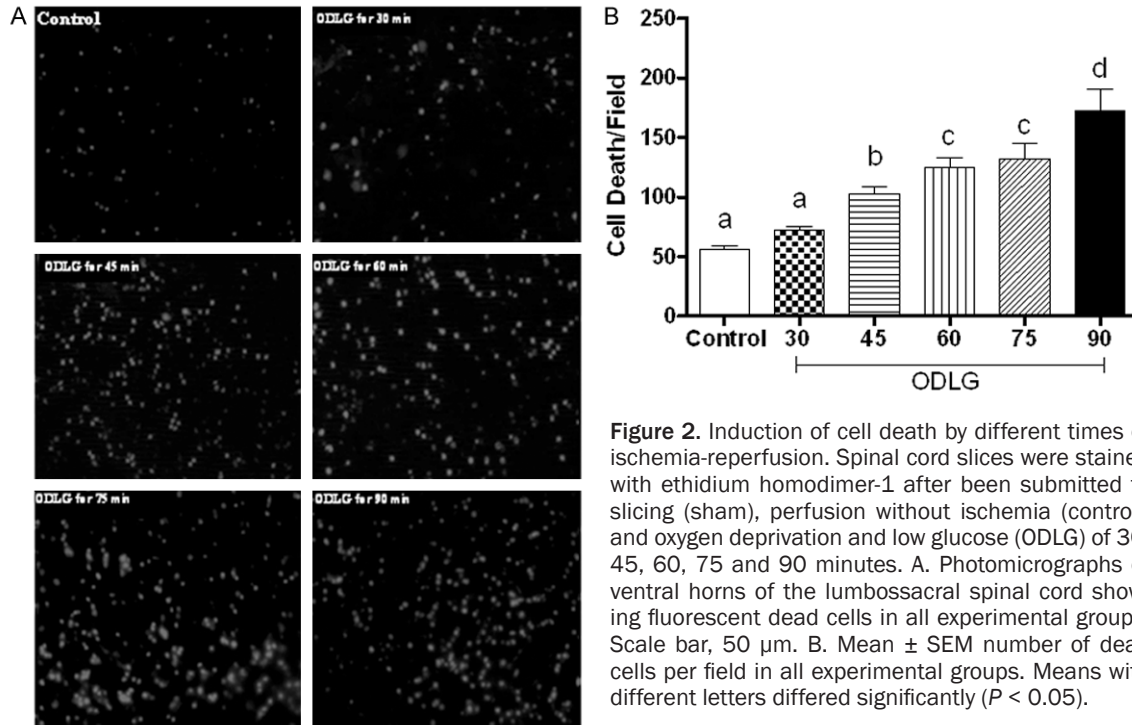 A
Control
ODLG for 30 min
ODLG for 45 min
ODLG for 60 min
ODLG for 75 min
ODLG for 90 min
B
Cell Death/Field
250
200
150
100
50
0
a
a
b
c
c
d
Control 30 45 60 75 90
ODLG
Figure 2. Induction of cell death by different times
ischemia-reperfusion. Spinal cord slices were staine
with ethidium homodimer-1 after been submitted
slicing (sham), perfusion without ischemia (contro
and oxygen deprivation and low glucose (ODLG) of
45, 60, 75 and 90 minutes. A. Photomicrographs
ventral horns of the lumbossacral spinal cord show
ing fluorescent dead cells in all experimental group
Scale bar, 50 µm. B. Mean ± SEM number of dea
cells per field in all experimental groups. Means wit
different letters differed significantly (P < 0.05).